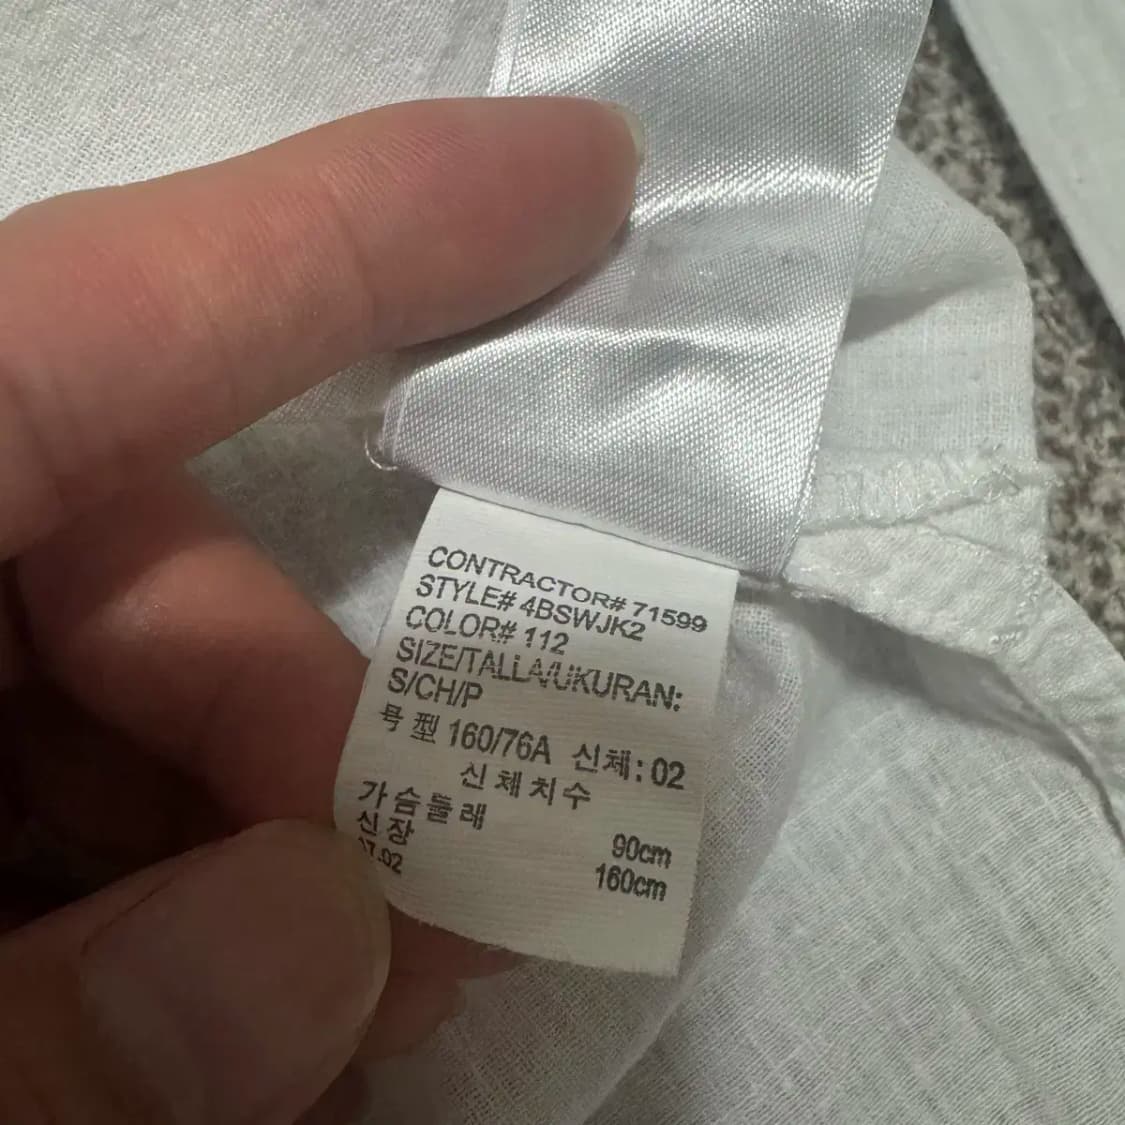 CONTRACTOR# 71599
STYLE# 4BSWJK2
COLOR# 112
SIZE/TALLA/UKURAN:
S/CH/P
号型 160/76A 신체: 02
신체치수
가슴둘레 90cm
신장 160cm